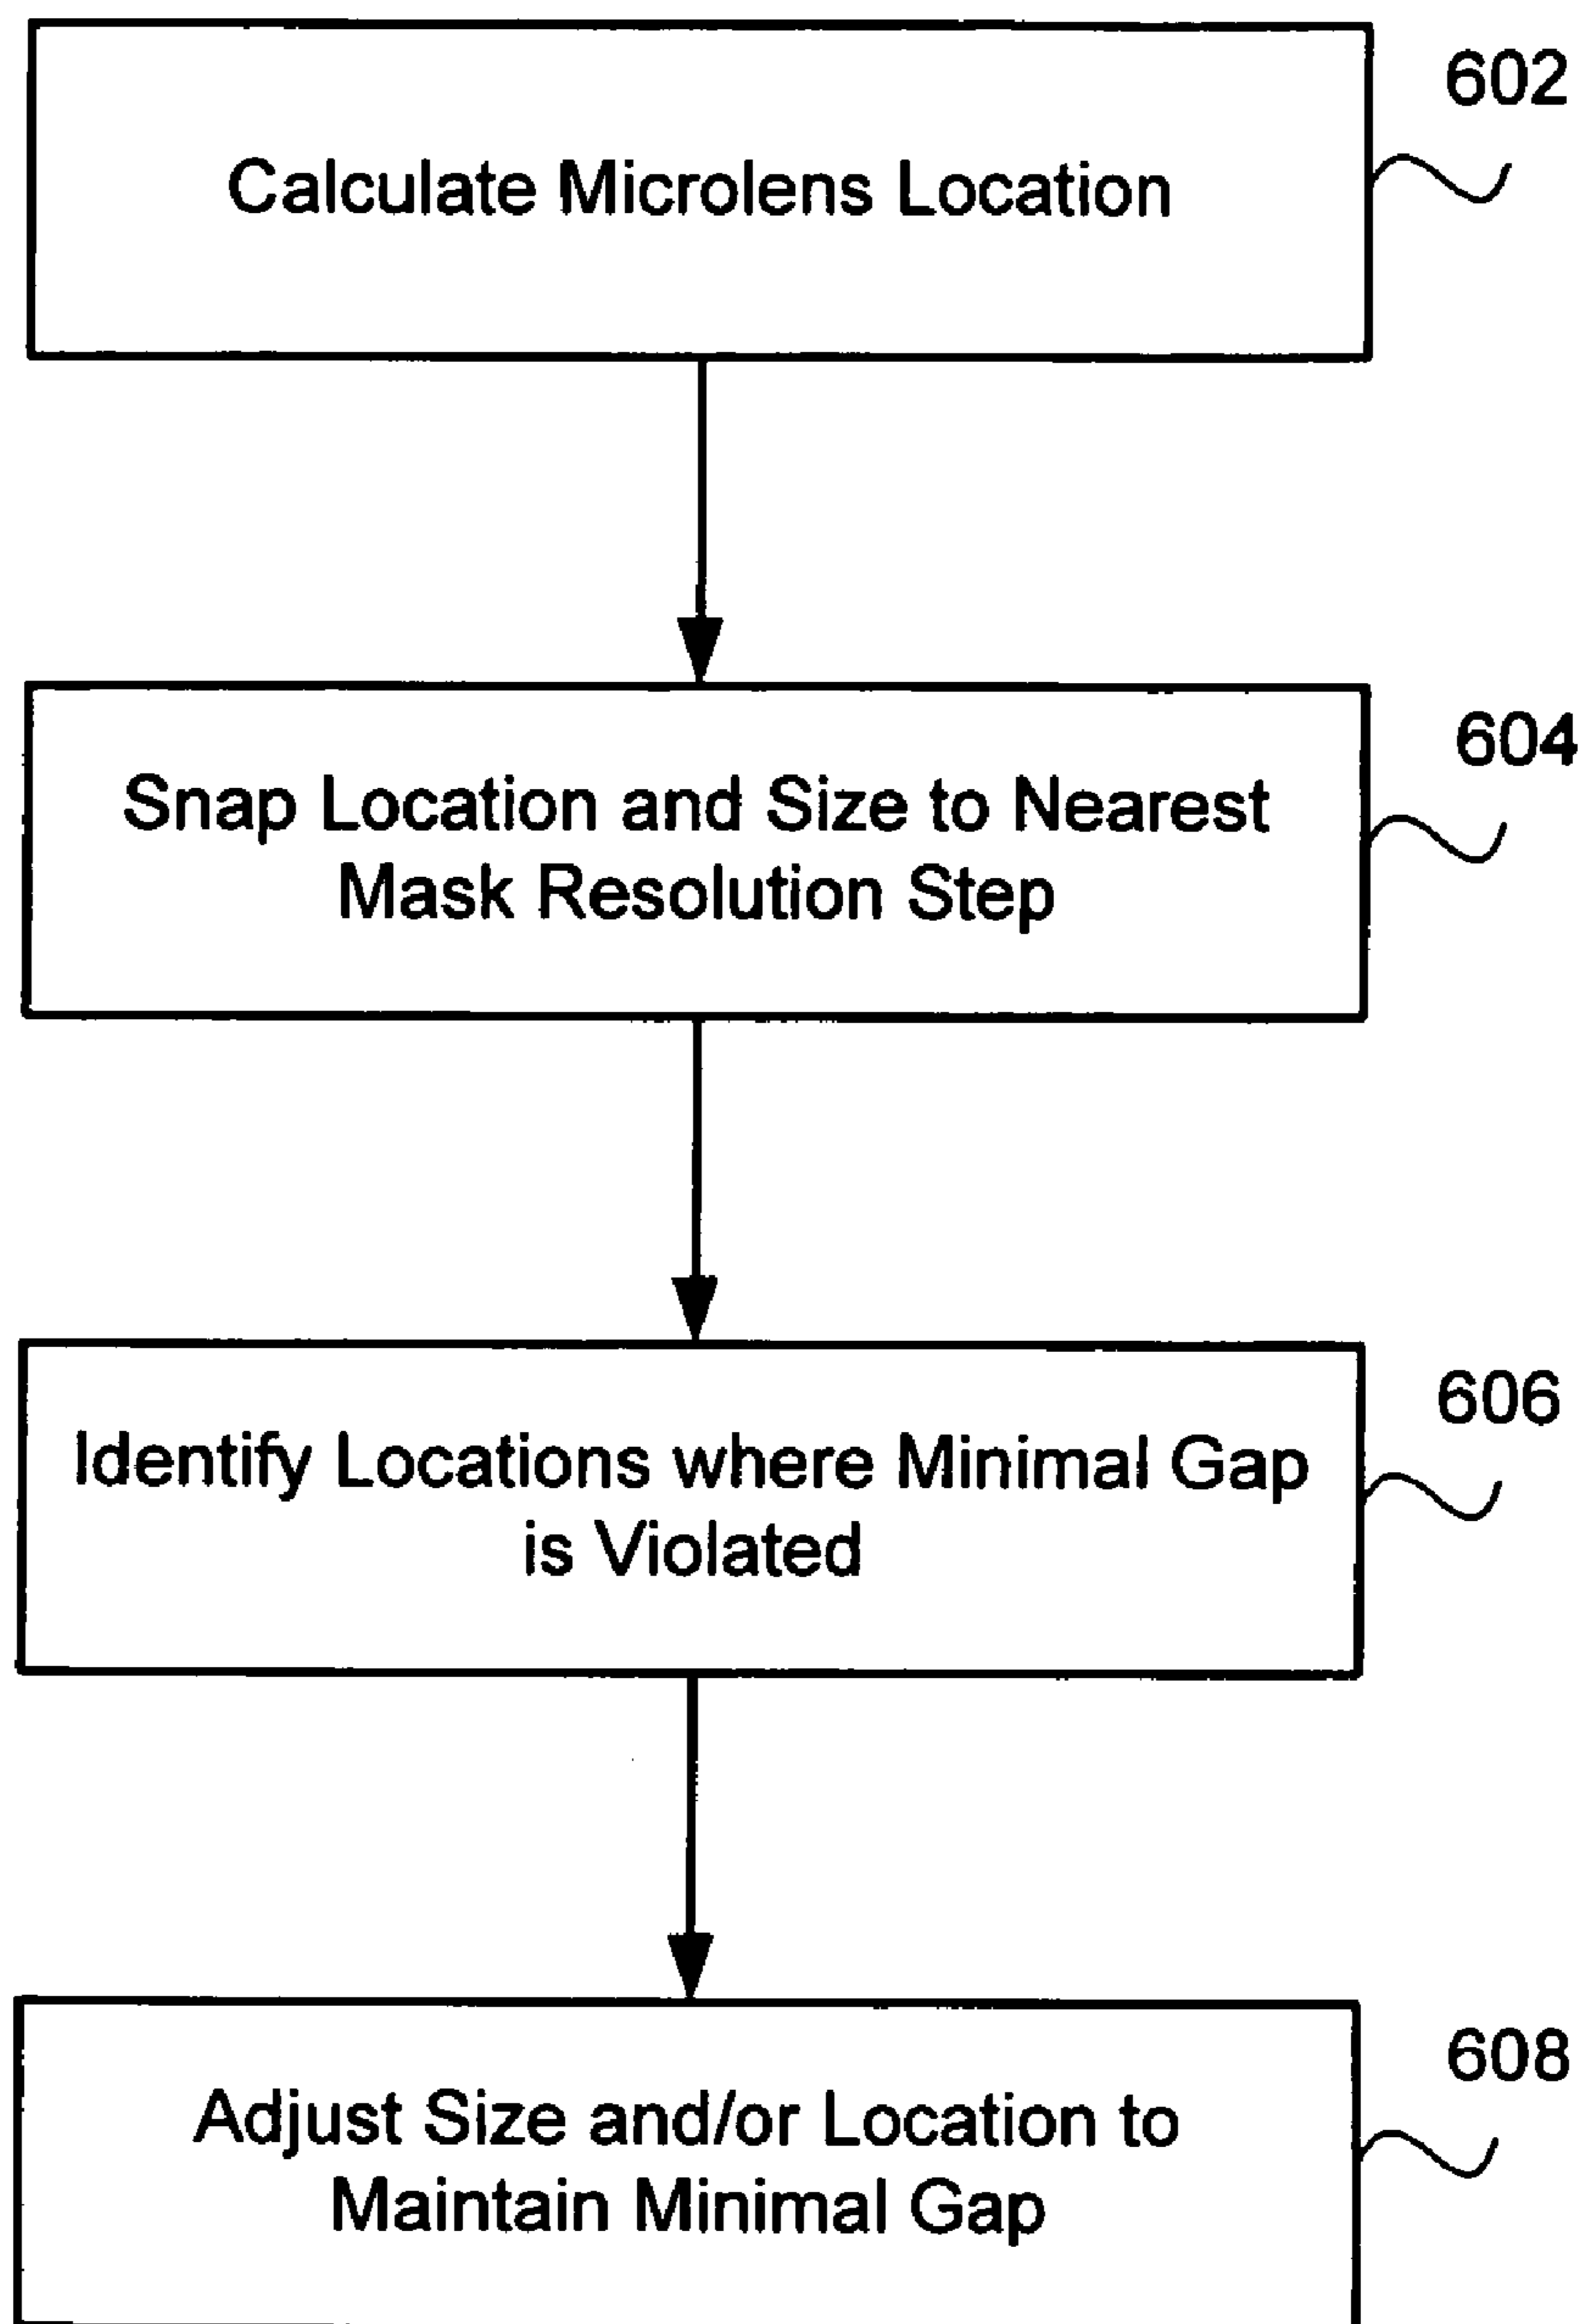 602
Calculate Microlens Location
604
Snap Location and Size to Nearest
Mask Resolution Step
606
Identify Locations where Minimal Gap
is Violated
608
Adjust Size and/or Location to
Maintain Minimal Gap